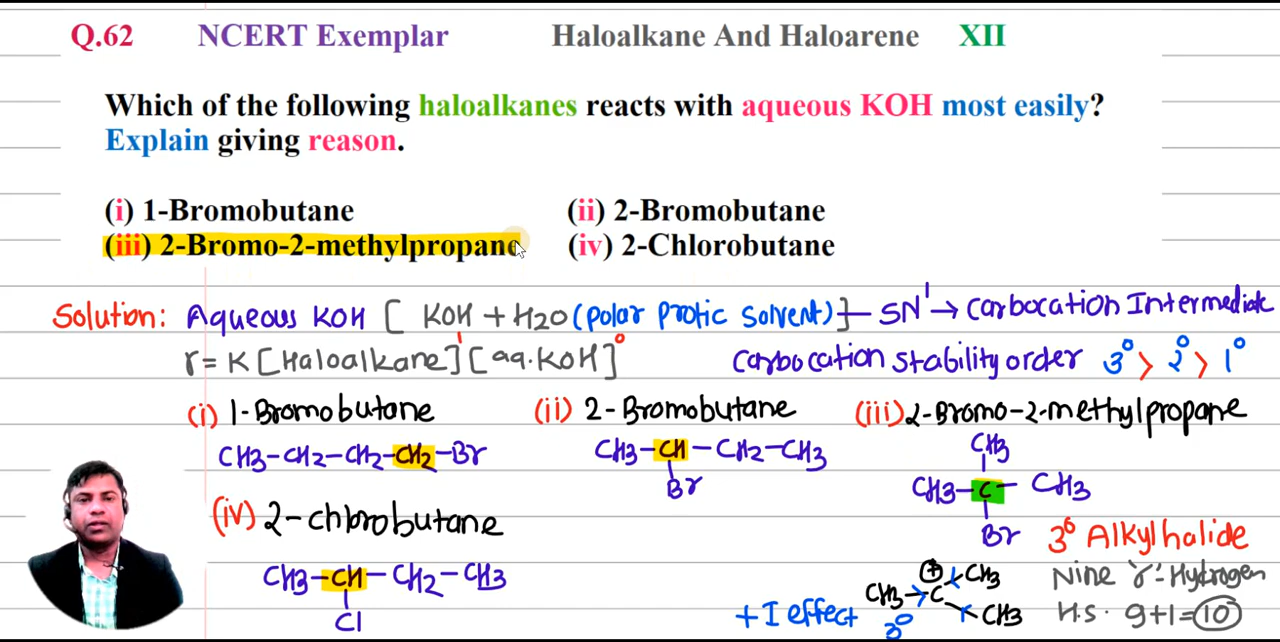 Q.62 NCERT Exemplar Haloalkane And Haloarene XII
Which of the following haloalkanes reacts with aqueous KOH most easily?
Explain giving reason.
(i) 1-Bromobutane (ii) 2-Bromobutane
(iii) 2-Bromo-2-methylpropane (iv) 2-Chlorobutane
Solution: Aqueous KOH [ KOH + H2O (polar protic solvent) ] — SN¹ → Carbocation Intermediate
r = K [Haloalkane]¹ [aq. KOH]⁰ Carbocation stability order 3° > 2° > 1°
(i) 1-Bromobutane (ii) 2-Bromobutane (iii) 2-Bromo-2-methylpropane
CH3
CH3-CH2-CH2-CH2-Br CH3-CH-CH2-CH3
Br
CH3-C-CH3
Br
(iv) 2-chlorobutane
3° Alkylhalide
CH3-CH-CH2-CH3
Cl
+ CH3
CH3 C
CH3
Nine r-Hydrogen
+I effect 3° H.S. 9+1=10